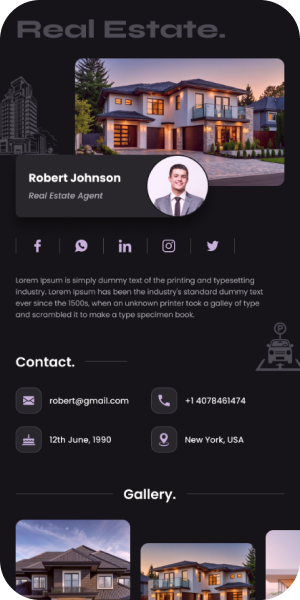 Real Estate.
Robert Johnson
Real Estate Agent
Lorem Ipsum is simply dummy text of the printing and typesetting
industry. Lorem Ipsum has been the industry's standard dummy text
ever since the 1500s, when an unknown printer took a galley of type
and scrambled it to make a type specimen book.
P
Contact.
robert@gmail.com
+1 4078461474
12th June, 1990
New York, USA
Gallery.